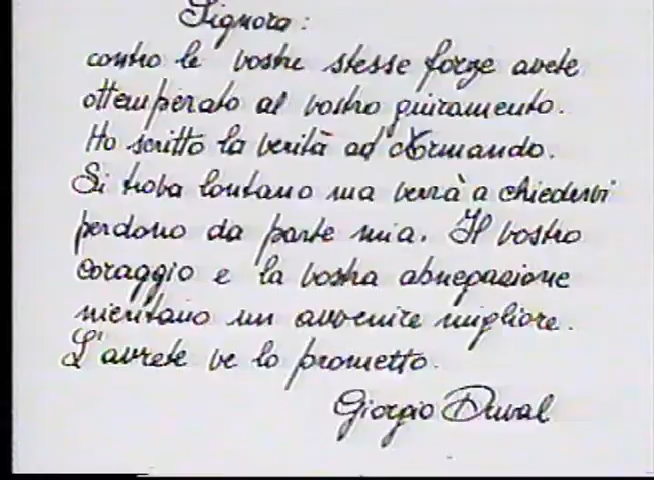 Signora:
contro le vostre stesse forze avete
ottemperato al vostro giuramento.
Ho scritto la verità ad Armando.
Si trova lontano ma verrà a chiedervi
perdono da parte mia. Il vostro
coraggio e la vostra abnegazione
meritano un avvenire migliore.
L'avrete ve lo prometto.
Giorgio Duval